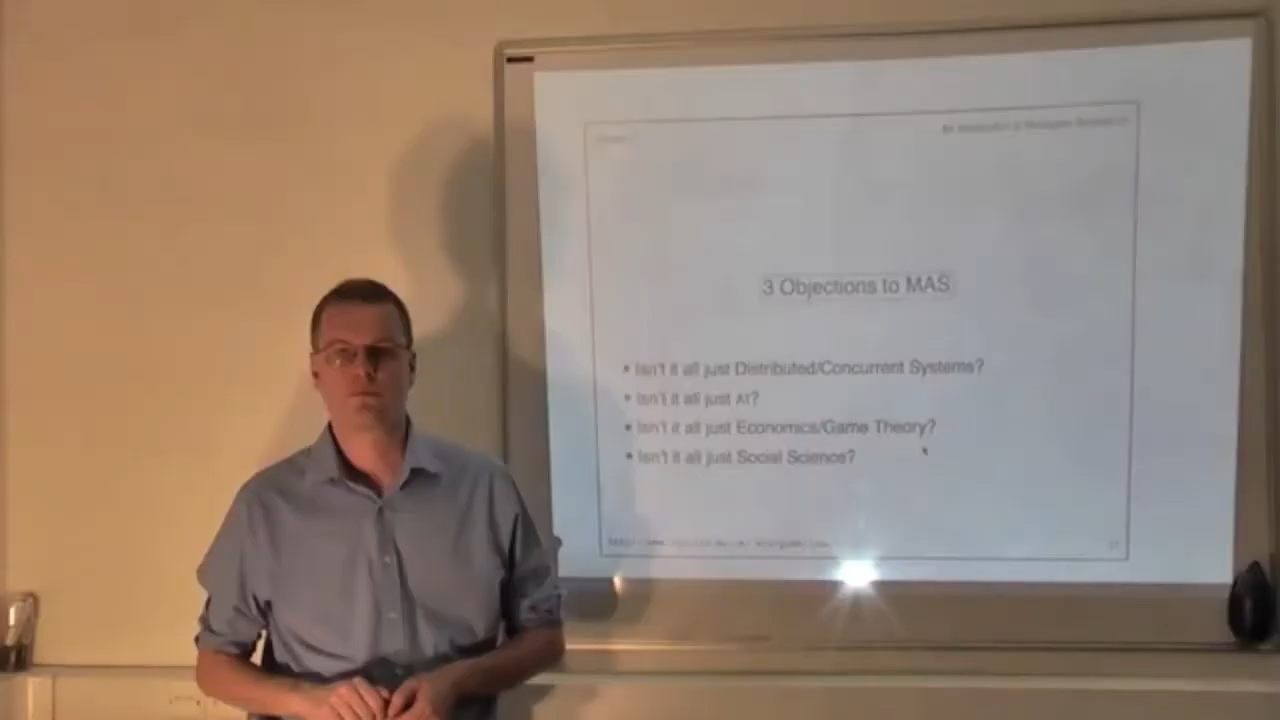 3 Objections to MAS
• Isn't it all just Distributed/Concurrent Systems?
• Isn't it all just AI?
• Isn't it all just Economics/Game Theory?
• Isn't it all just Social Science?